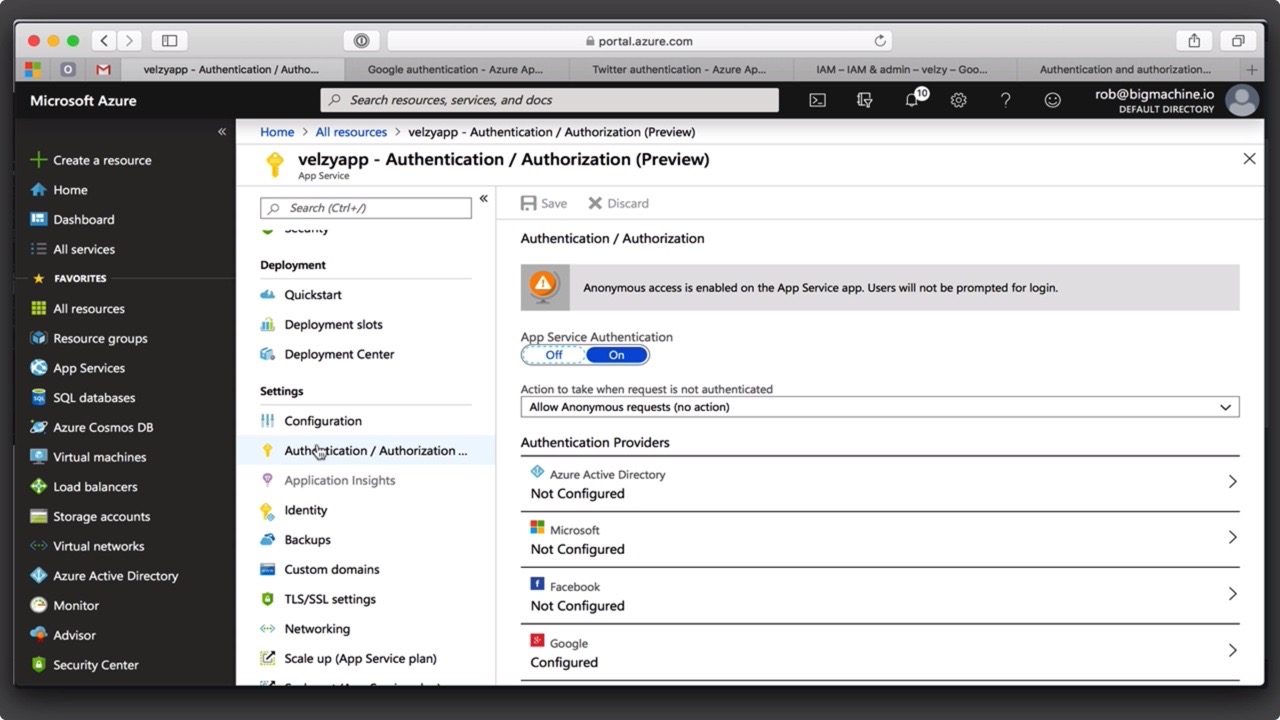 portal.azure.com
velzyapp - Authentication / Autho...
Google authentication - Azure Ap...
Twitter authentication - Azure Ap...
IAM – IAM & admin – velzy – Goo...
Authentication and authorization...
Microsoft Azure
Search resources, services, and docs
10
rob@bigmachine.io
DEFAULT DIRECTORY
Create a resource
Home
Dashboard
All services
FAVORITES
All resources
Resource groups
App Services
SQL databases
Azure Cosmos DB
Virtual machines
Load balancers
Storage accounts
Virtual networks
Azure Active Directory
Monitor
Advisor
Security Center
Home > All resources > velzyapp - Authentication / Authorization (Preview)
velzyapp - Authentication / Authorization (Preview)
App Service
Search (Ctrl+/)
Security
Deployment
Quickstart
Deployment slots
Deployment Center
Settings
Configuration
Authentication / Authorization ...
Application Insights
Identity
Backups
Custom domains
TLS/SSL settings
Networking
Scale up (App Service plan)
Save
Discard
Authentication / Authorization
Anonymous access is enabled on the App Service app. Users will not be prompted for login.
App Service Authentication
Off On
Action to take when request is not authenticated
Allow Anonymous requests (no action)
Authentication Providers
Azure Active Directory
Not Configured
Microsoft
Not Configured
Facebook
Not Configured
Google
Configured